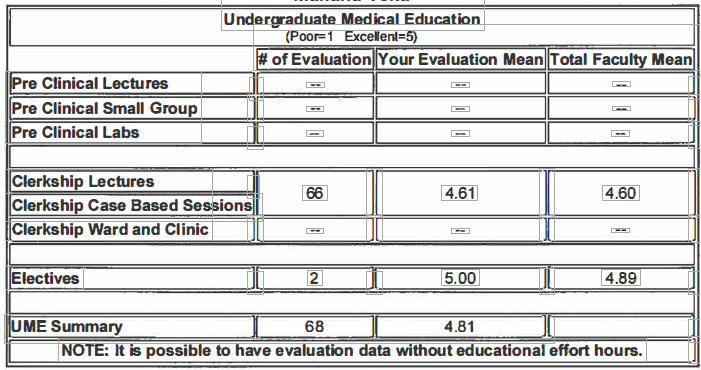 Undergraduate Medical Education
(Poor=1 Excellent=5)
# of Evaluation Your Evaluation Mean Total Faculty Mean
Pre Clinical Lectures -- -- --
Pre Clinical Small Group -- -- --
Pre Clinical Labs -- -- --
Clerkship Lectures
66 4.61 4.60
Clerkship Case Based Sessions
Clerkship Ward and Clinic -- -- --
Electives 2 5.00 4.89
UME Summary 68 4.81
NOTE: It is possible to have evaluation data without educational effort hours.